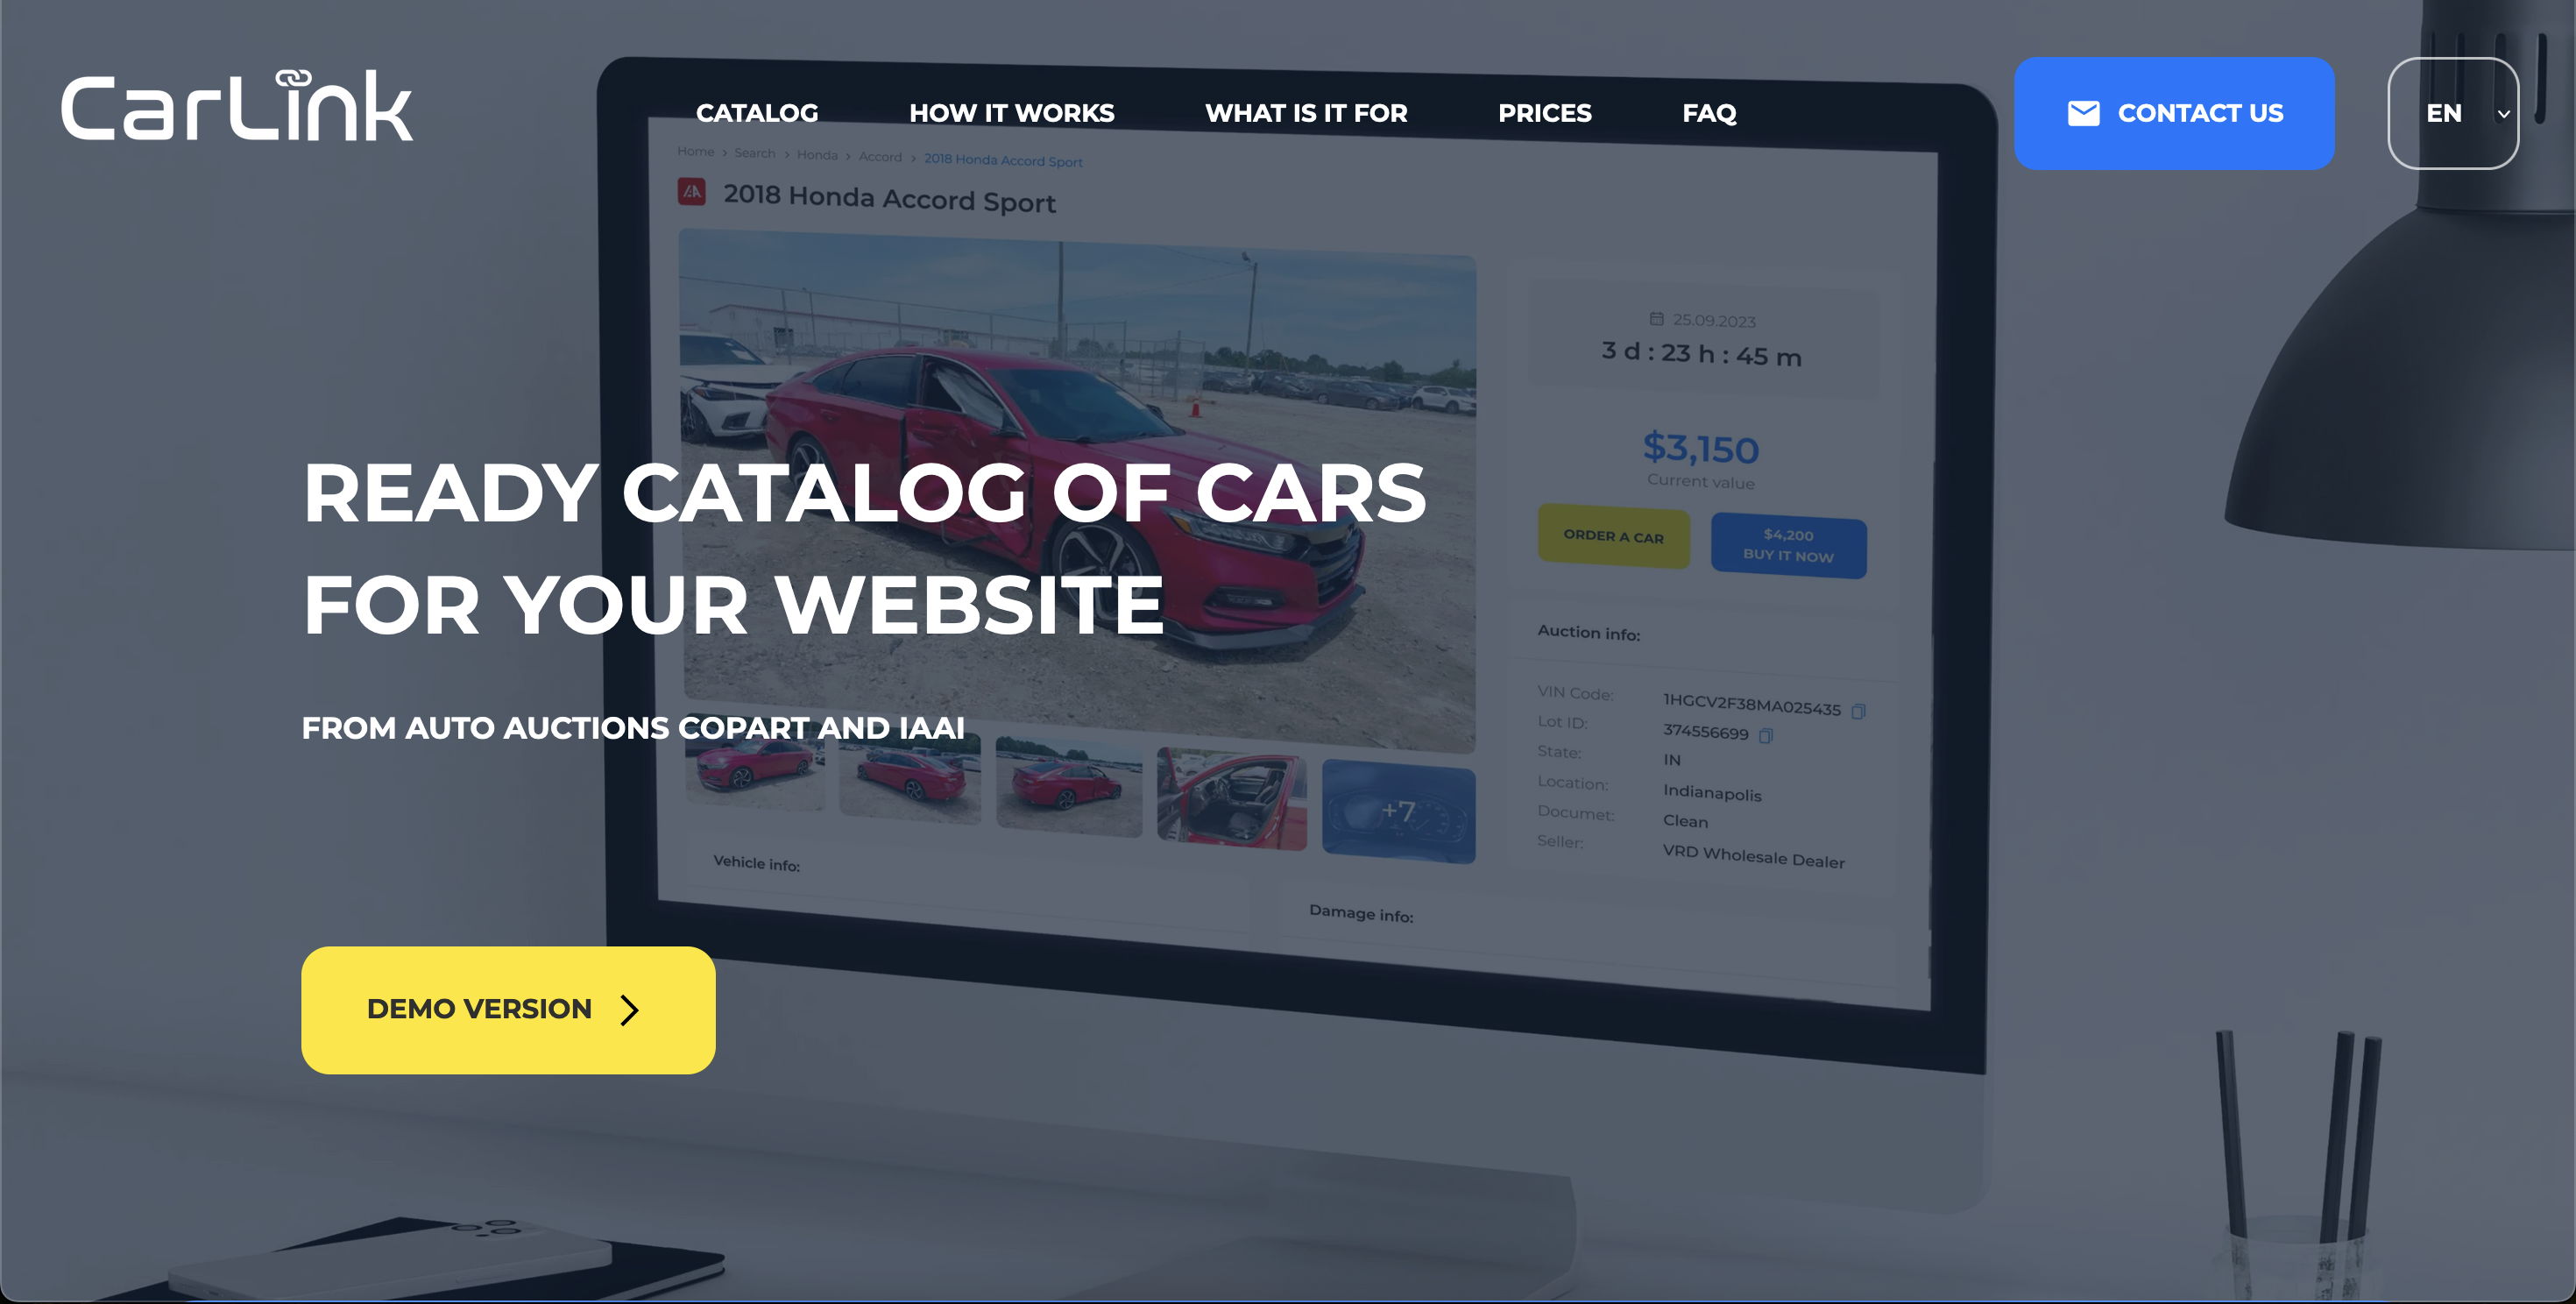 CarLink
CATALOG
HOW IT WORKS
WHAT IS IT FOR
PRICES
FAQ
CONTACT US
EN
Home > Search > Honda > Accord > 2018 Honda Accord Sport
IAA 2018 Honda Accord Sport
25.09.2023
3 d : 23 h : 45 m
$3,150
Current value
ORDER A CAR
$4,200
BUY IT NOW
READY CATALOG OF CARS
FOR YOUR WEBSITE
FROM AUTO AUCTIONS COPART AND IAAI
Auction info:
VIN Code: 1HGCV2F38MA025435
Lot ID: 374556699
State: IN
Location: Indianapolis
Documet: Clean
Seller: VRD Wholesale Dealer
+7
Vehicle info:
Damage info:
DEMO VERSION